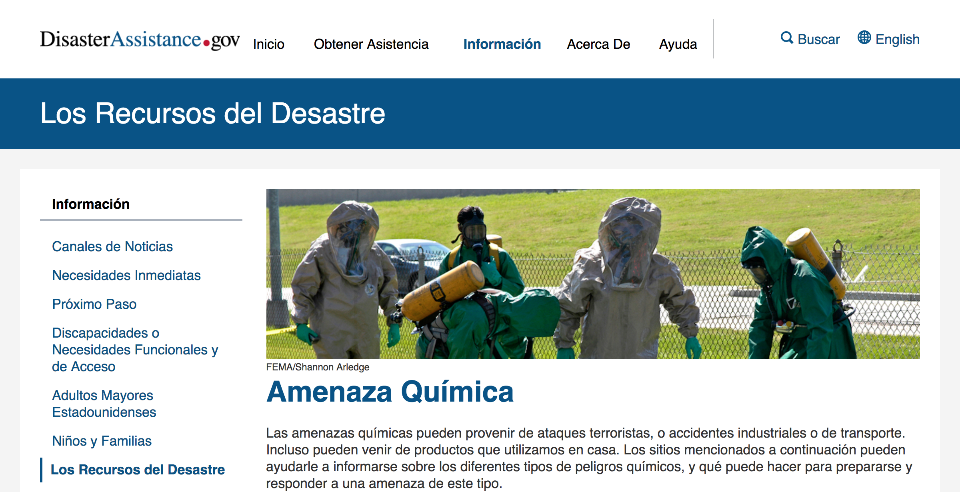 DisasterAssistance.gov
Inicio Obtener Asistencia Información Acerca De Ayuda Buscar English
Los Recursos del Desastre
Información
Canales de Noticias
Necesidades Inmediatas
Próximo Paso
Discapacidades o
Necesidades Funcionales y
de Acceso
Adultos Mayores
Estadounidenses
Niños y Familias
Los Recursos del Desastre
FEMA/Shannon Arledge
Amenaza Química
Las amenazas químicas pueden provenir de ataques terroristas, o accidentes industriales o de transporte.
Incluso pueden venir de productos que utilizamos en casa. Los sitios mencionados a continuación pueden
ayudarle a informarse sobre los diferentes tipos de peligros químicos, y qué puede hacer para prepararse y
responder a una amenaza de este tipo.